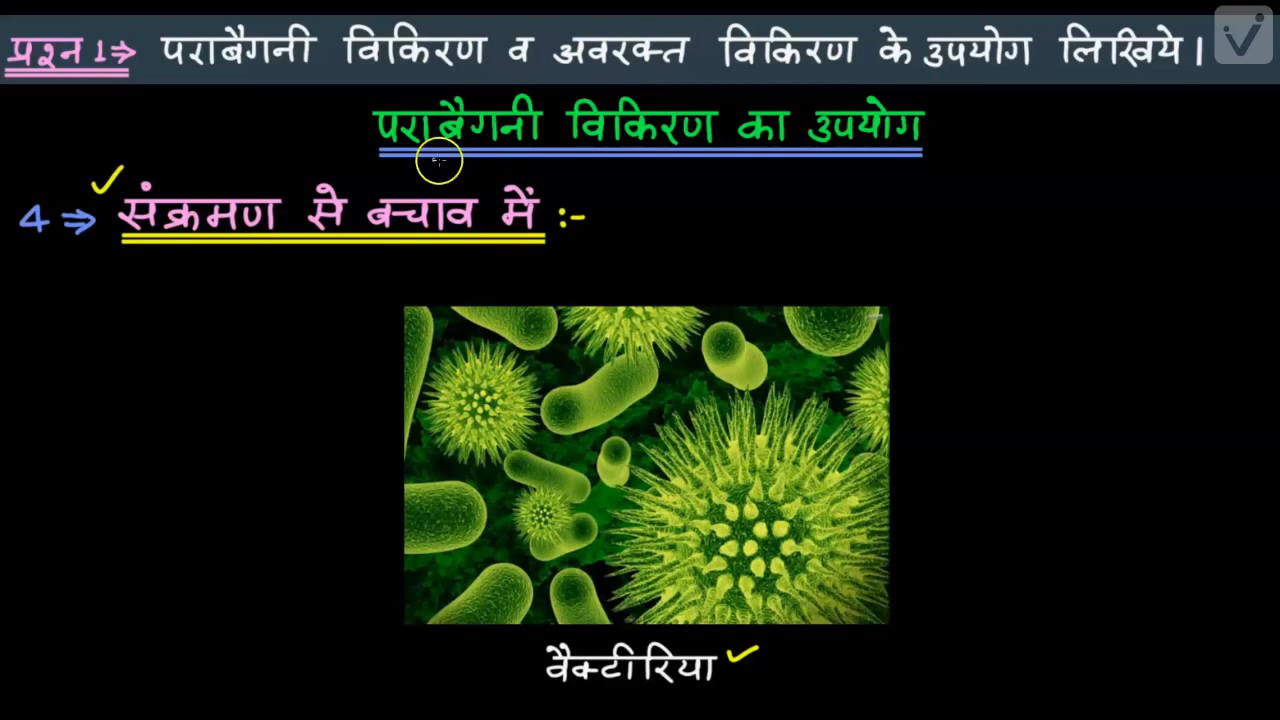 प्रश्न 1⇒ पराबैगनी विकिरण व अवरक्त विकिरण के उपयोग लिखिये।
पराबैगनी विकिरण का उपयोग
4 ⇒ संक्रमण से बचाव में :-
वैक्टीरिया